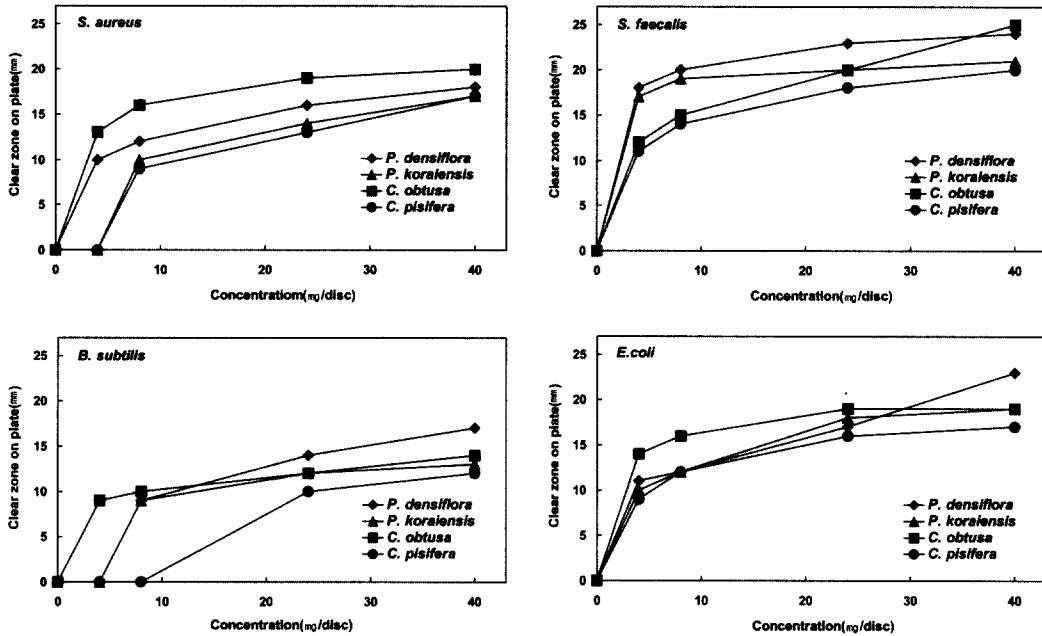 S. aureus
Clear zone on plate(mm)
25
20
15
10
5
0
0 10 20 30 40
Concentratiom(mg/disc)
P. densiflora
P. koraiensis
C. obtusa
C. pisifera
S. faecalis
Clear zone on plate(mm)
25
20
15
10
5
0
0 10 20 30 40
Concentration(mg/disc)
P. densiflora
P. koraiensis
C. obtusa
C. pisifera
B. subtilis
Clear zone on plate(mm)
25
20
15
10
5
0
0 10 20 30 40
Concentration(mg/disc)
P. densiflora
P. koraiensis
C. obtusa
C. pisifera
E.coli
Clear zone on plate(mm)
25
20
15
10
5
0
0 10 20 30 40
Concentration(mg/disc)
P. densiflora
P. koraiensis
C. obtusa
C. pisifera